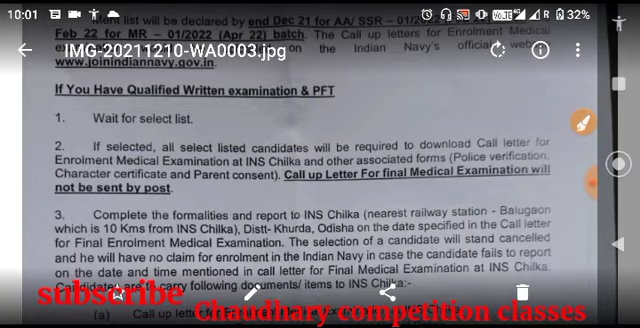 10:01
32%
Merit list will be declared by end Dec 21 for AA/ SSR – 01/2022
Feb 22 for MR – 01/2022 (Apr 22) batch. The Call up letters for Enrolment Medical
IMG-20211210-WA0003.jpg
on the Indian Navy's official
www.joinindiannavy.gov.in.
If You Have Qualified Written examination & PFT
1. Wait for select list.
2. If selected, all select listed candidates will be required to download Call letter for
Enrolment Medical Examination at INS Chilka and other associated forms (Police verification,
Character certificate and Parent consent). Call up Letter For final Medical Examination will
not be sent by post.
3. Complete the formalities and report to INS Chilka (nearest railway station - Balugaon
which is 10 Kms from INS Chilka), Distt- Khurda, Odisha on the date specified in the Call letter
for Final Enrolment Medical Examination. The selection of a candidate will stand cancelled
and he will have no claim for enrolment in the Indian Navy in case the candidate fails to report
on the date and time mentioned in call letter for Final Medical Examination at INS Chilka.
Candidates are to carry following documents/ items to INS Chilka:-
subscribe
Chaudhary competition classes
(a) Call up letter for